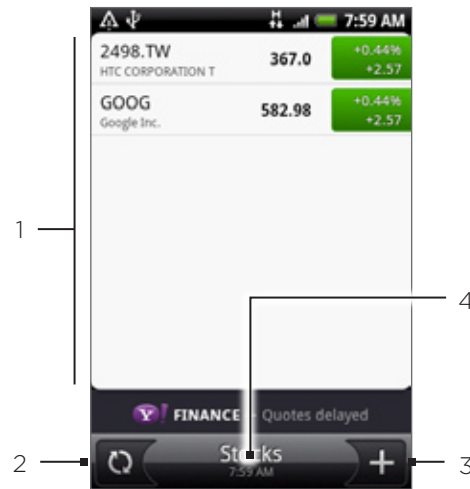 H 7:59 AM
2498.TW 367.0 +0.44%
HTC CORPORATION T +2.57
GOOG 582.98 +0.44%
Google Inc. +2.57
1
4
Y! FINANCE - Quotes delayed
2 Stocks 3
7:59 AM